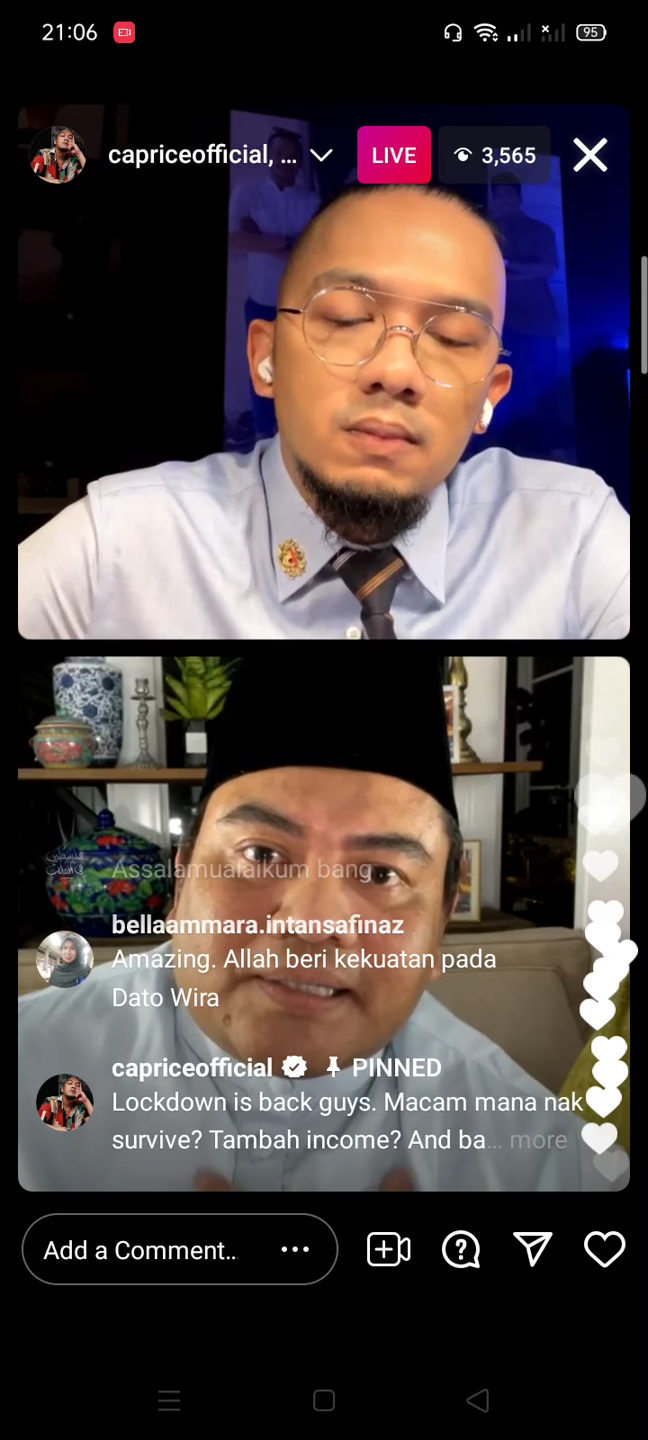 21:06
95
capriceofficial, ...
LIVE
3,565
Assalamualaikum bang
bellaammara.intansafinaz
Amazing. Allah beri kekuatan pada
Dato Wira
capriceofficial PINNED
Lockdown is back guys. Macam mana nak
survive? Tambah income? And ba... more
Add a Comment..